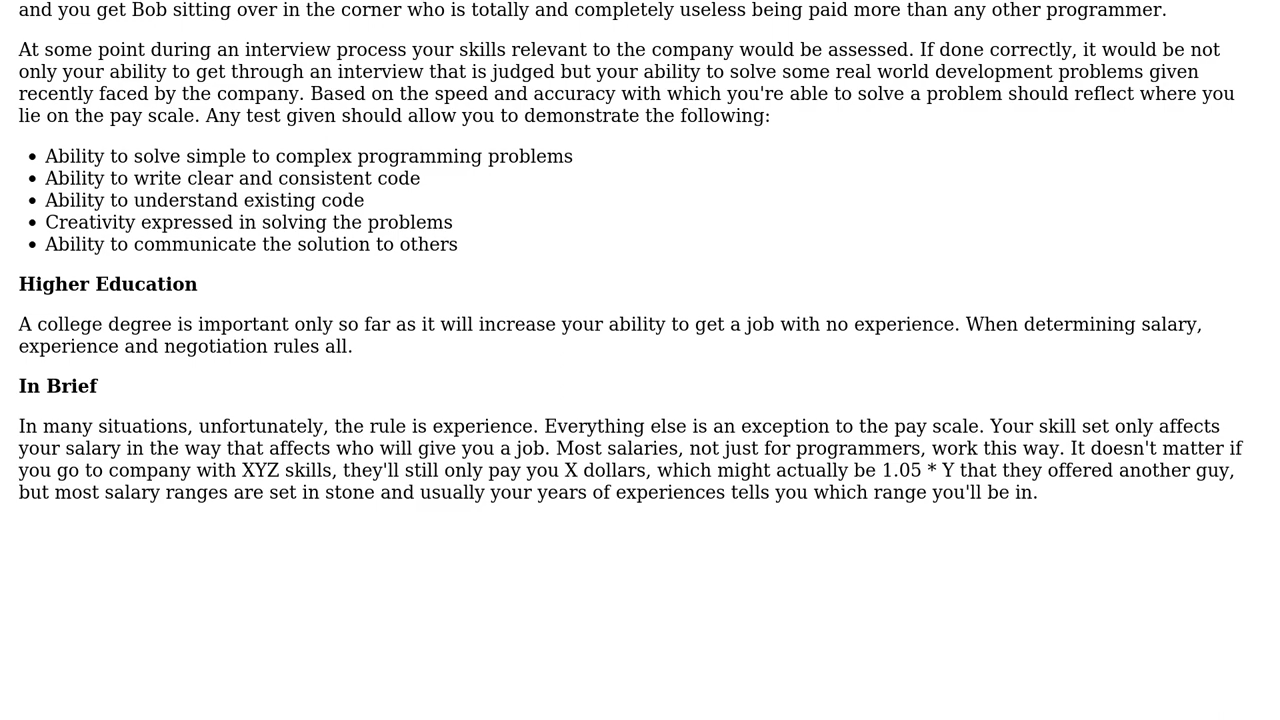 and you get Bob sitting over in the corner who is totally and completely useless being paid more than any other programmer.
At some point during an interview process your skills relevant to the company would be assessed. If done correctly, it would be not
only your ability to get through an interview that is judged but your ability to solve some real world development problems given
recently faced by the company. Based on the speed and accuracy with which you're able to solve a problem should reflect where you
lie on the pay scale. Any test given should allow you to demonstrate the following:
• Ability to solve simple to complex programming problems
• Ability to write clear and consistent code
• Ability to understand existing code
• Creativity expressed in solving the problems
• Ability to communicate the solution to others
Higher Education
A college degree is important only so far as it will increase your ability to get a job with no experience. When determining salary,
experience and negotiation rules all.
In Brief
In many situations, unfortunately, the rule is experience. Everything else is an exception to the pay scale. Your skill set only affects
your salary in the way that affects who will give you a job. Most salaries, not just for programmers, work this way. It doesn't matter if
you go to company with XYZ skills, they'll still only pay you X dollars, which might actually be 1.05 * Y that they offered another guy,
but most salary ranges are set in stone and usually your years of experiences tells you which range you'll be in.